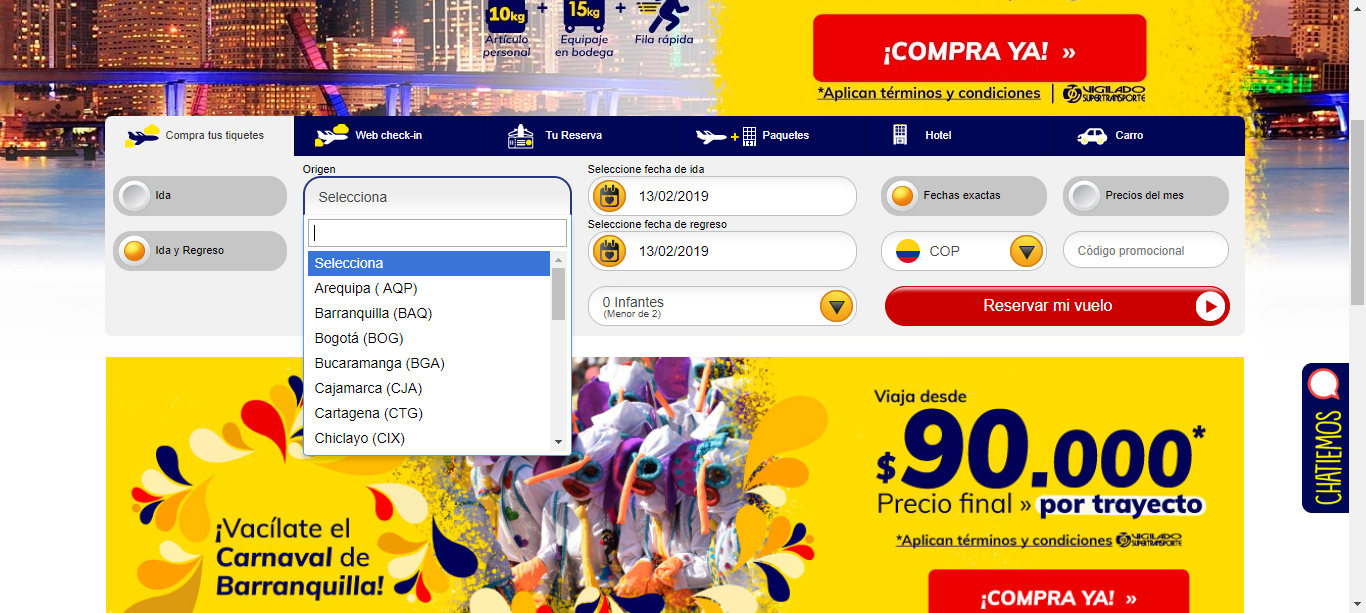 10kg + 15kg +
Artículo personal
Equipaje en bodega
Fila rápida
¡COMPRA YA! »
*Aplican términos y condiciones | VIGILADO SUPERTRANSPORTE
Compra tus tiquetes
Web check-in
Tu Reserva
+ Paquetes
Hotel
Carro
Ida
Ida y Regreso
Origen
Selecciona
Selecciona
Arequipa ( AQP)
Barranquilla (BAQ)
Bogotá (BOG)
Bucaramanga (BGA)
Cajamarca (CJA)
Cartagena (CTG)
Chiclayo (CIX)
Seleccione fecha de ida
13/02/2019
Seleccione fecha de regreso
13/02/2019
0 Infantes
(Menor de 2)
Fechas exactas
Precios del mes
COP
Código promocional
Reservar mi vuelo
CHATIEMOS
¡Vacílate el
Carnaval de
Barranquilla!
Viaja desde
$90.000*
Precio final » por trayecto
*Aplican términos y condiciones VIGILADO SUPERTRANSPORTE
¡COMPRA YA! »